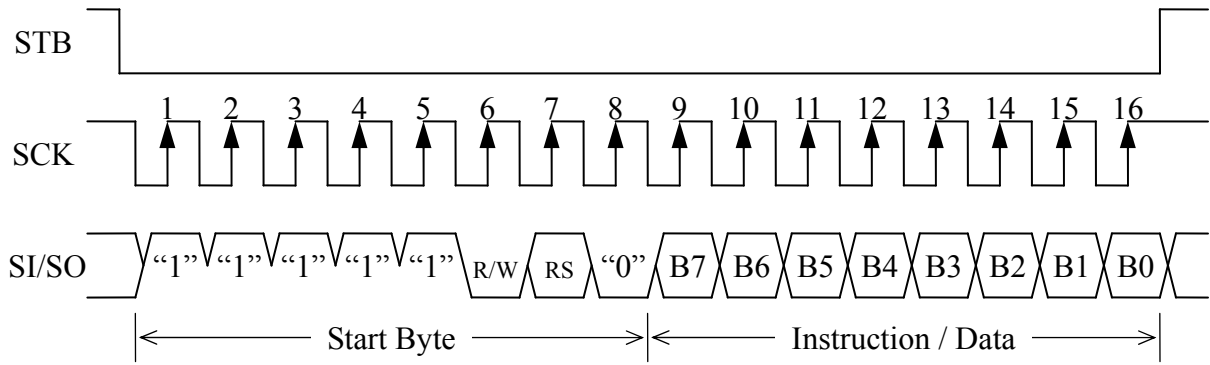 STB
1 2 3 4 5 6 7 8 9 10 11 12 13 14 15 16
SCK
SI/SO “1” “1” “1” “1” “1” R/W RS “0” B7 B6 B5 B4 B3 B2 B1 B0
Start Byte Instruction / Data